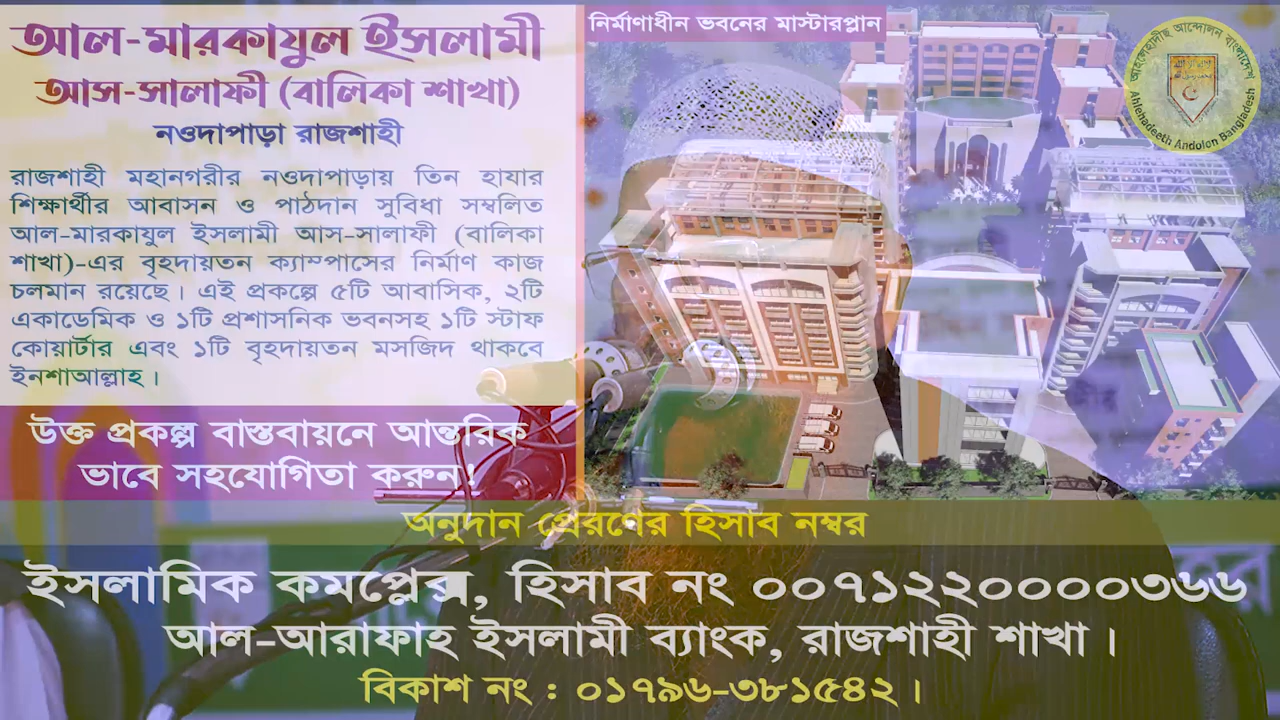 আল-মারকাযুল ইসলামী
আস-সালাফী (বালিকা শাখা)
নওদাপাড়া রাজশাহী
রাজশাহী মহানগরীর নওদাপাড়ায় তিন হাযার
শিক্ষার্থীর আবাসন ও পাঠদান সুবিধা সম্বলিত
আল-মারকাযুল ইসলামী আস-সালাফী (বালিকা
শাখা)-এর বৃহদায়তন ক্যাম্পাসের নির্মাণ কাজ
চলমান রয়েছে। এই প্রকল্পে ৫টি আবাসিক, ২টি
একাডেমিক ও ১টি প্রশাসনিক ভবনসহ ১টি স্টাফ
কোয়ার্টার এবং ১টি বৃহদায়তন মসজিদ থাকবে
ইনশাআল্লাহ।
উক্ত প্রকল্প বাস্তবায়নে আন্তরিক
ভাবে সহযোগিতা করুন!
নির্মাণাধীন ভবনের মাস্টারপ্লান
আহলেহাদীছ আন্দোলন বাংলাদেশ
Ahlehadeeth Andolon Bangladesh
অনুদান প্রেরণের হিসাব নম্বর
ইসলামিক কমপ্লেক্স, হিসাব নং ০০৭১২২০০০০৩৬৬
আল-আরাফাহ ইসলামী ব্যাংক, রাজশাহী শাখা।
বিকাশ নং : ০১৭৯৬-৩৮১৫৪২।